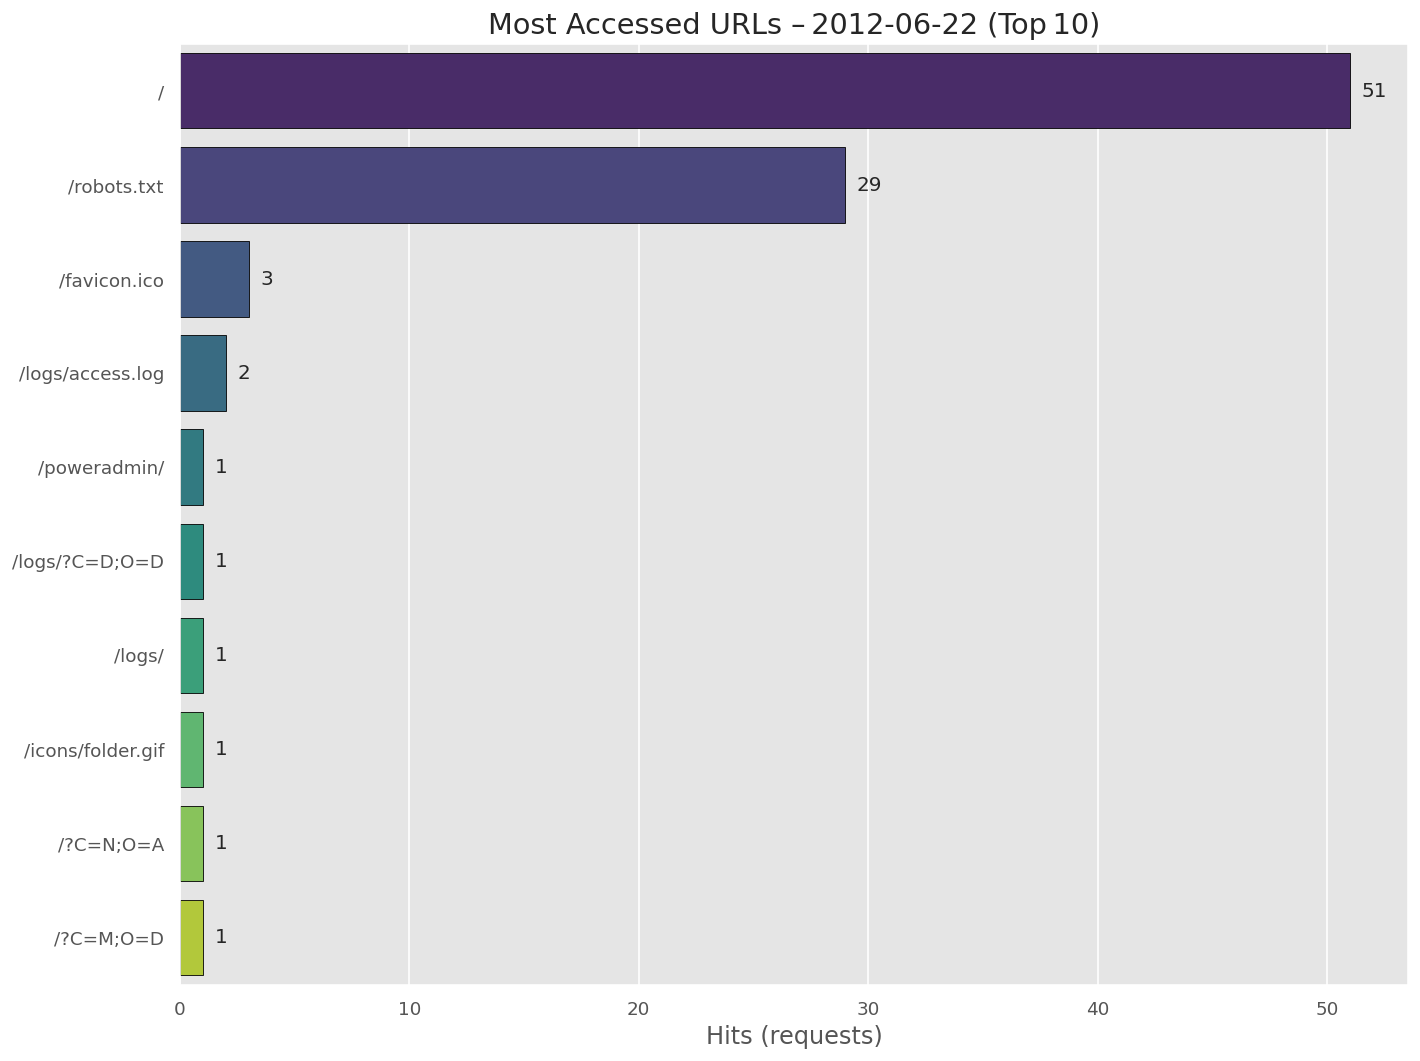 Most Accessed URLs – 2012-06-22 (Top 10)
/ 51
/robots.txt 29
/favicon.ico 3
/logs/access.log 2
/poweradmin/ 1
/logs/?C=D;O=D 1
/logs/ 1
/icons/folder.gif 1
/?C=N;O=A 1
/?C=M;O=D 1
0 10 20 30 40 50
Hits (requests)